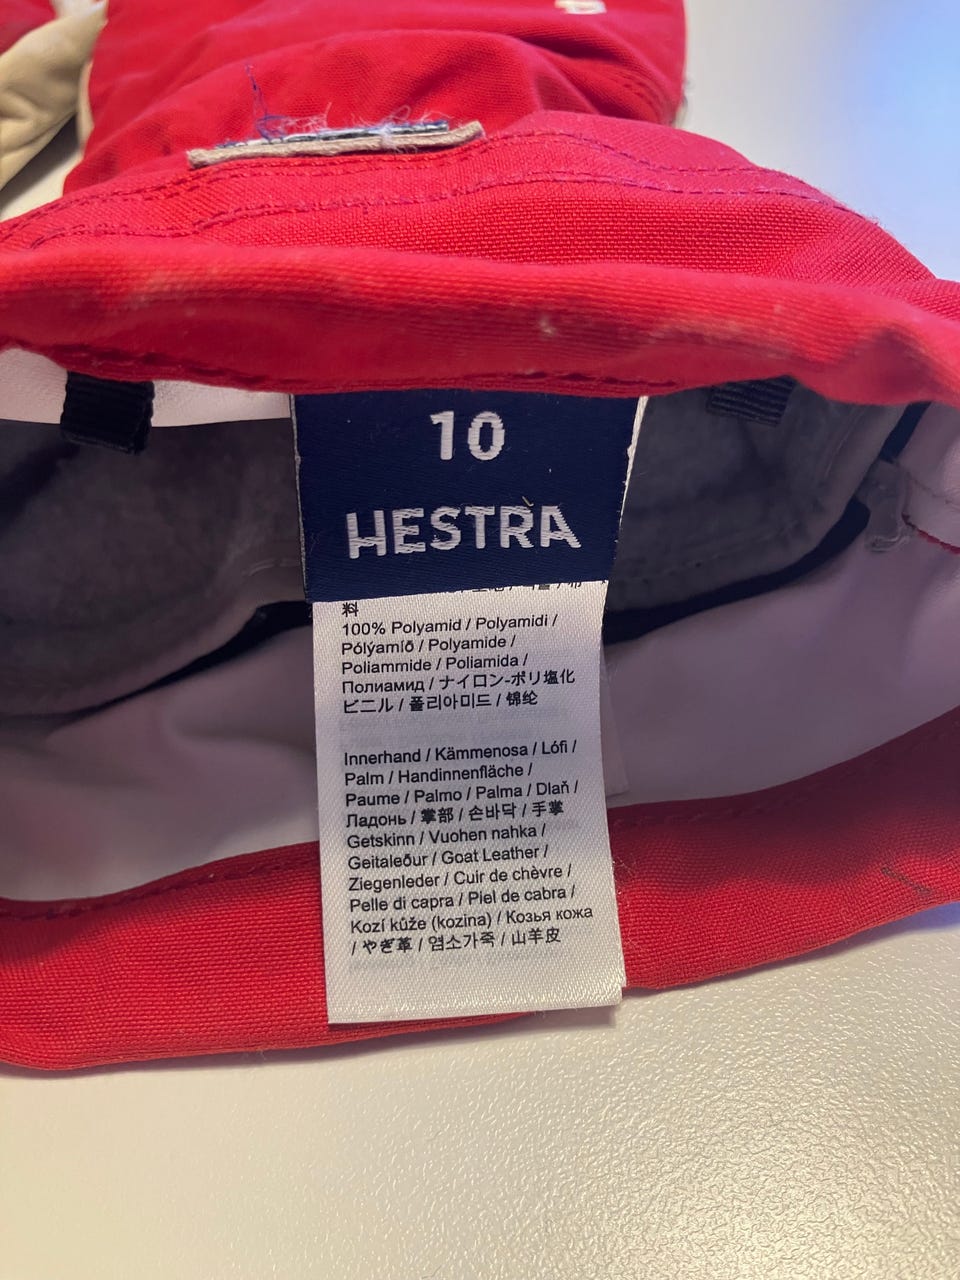 10
HESTRA
料
100% Polyamid / Polyamidi /
Pólýamíð / Polyamide /
Poliammide / Poliamida /
Полиамид / ナイロン-ポリ塩化
ビニル / 폴리아미드 / 锦纶
Innerhand / Kämmenosa / Lófi /
Palm / Handinnenfläche /
Paume / Palmo / Palma / Dlaň /
Ладонь / 掌部 / 손바닥 / 手掌
Getskinn / Vuohen nahka /
Geitaleður / Goat Leather /
Ziegenleder / Cuir de chèvre /
Pelle di capra / Piel de cabra /
Kozí kůže (kozina) / Козья кожа
/ やぎ革 / 염소가죽 / 山羊皮